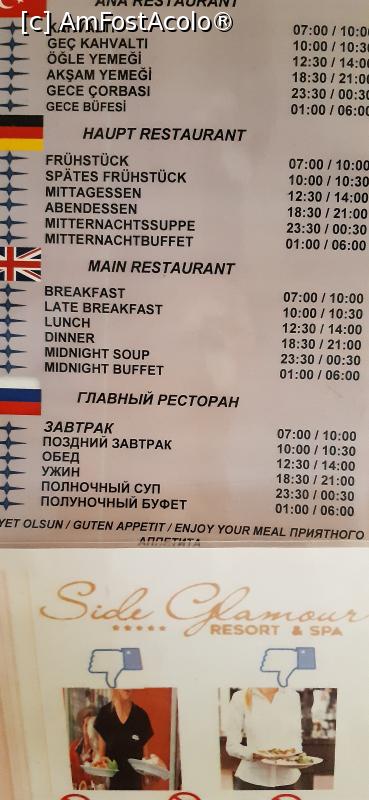 [c] AmFostAcolo®
ANA RESTAURANT
07:00 / 10:00
GEÇ KAHVALTI 10:00 / 10:30
ÖĞLE YEMEĞİ 12:30 / 14:00
AKŞAM YEMEĞİ 18:30 / 21:00
GECE ÇORBASI 23:30 / 00:30
GECE BÜFESİ 01:00 / 06:00
HAUPT RESTAURANT
FRÜHSTÜCK 07:00 / 10:00
SPÄTES FRÜHSTÜCK 10:00 / 10:30
MITTAGESSEN 12:30 / 14:00
ABENDESSEN 18:30 / 21:00
MITTERNACHTSSUPPE 23:30 / 00:30
MITTERNACHTBUFFET 01:00 / 06:00
MAIN RESTAURANT
BREAKFAST 07:00 / 10:00
LATE BREAKFAST 10:00 / 10:30
LUNCH 12:30 / 14:00
DINNER 18:30 / 21:00
MIDNIGHT SOUP 23:30 / 00:30
MIDNIGHT BUFFET 01:00 / 06:00
ГЛАВНЫЙ РЕСТОРАН
ЗАВТРАК 07:00 / 10:00
ПОЗДНИЙ ЗАВТРАК 10:00 / 10:30
ОБЕД 12:30 / 14:00
УЖИН 18:30 / 21:00
ПОЛНОЧНЫЙ СУП 23:30 / 00:30
ПОЛУНОЧНЫЙ БУФЕТ 01:00 / 06:00
YET OLSUN / GUTEN APPETIT / ENJOY YOUR MEAL ПРИЯТНОГО
АППЕТИТА
Side Glamour
RESORT & SPA